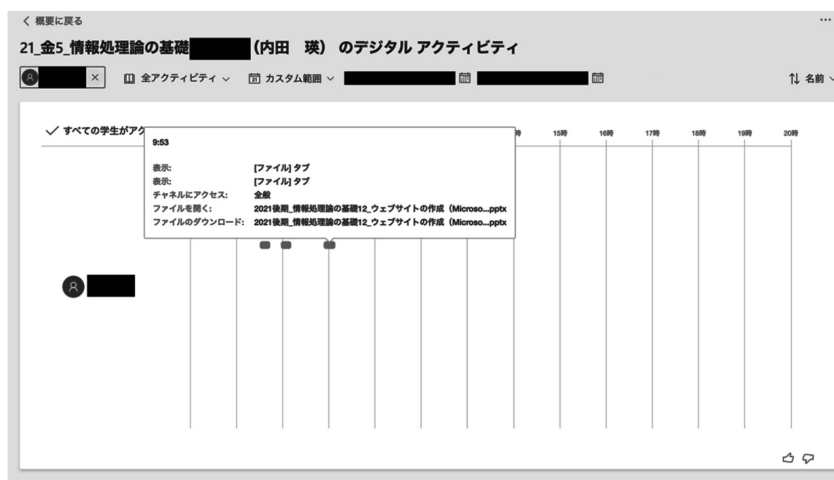 概要に戻る
21_金5_情報処理論の基礎 (内田 瑛) のデジタル アクティビティ
全アクティビティ
カスタム範囲
名前
すべての学生がアク
15時 16時 17時 18時 19時 20時
9:53
表示: [ファイル] タブ
表示: [ファイル] タブ
チャネルにアクセス: 全般
ファイルを開く: 2021後期_情報処理論の基礎12_ウェブサイトの作成（Microso...pptx
ファイルのダウンロード: 2021後期_情報処理論の基礎12_ウェブサイトの作成（Microso...pptx